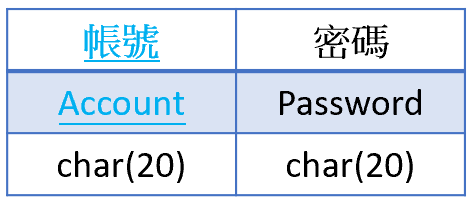 帳號 密碼
Account Password
char(20) char(20)